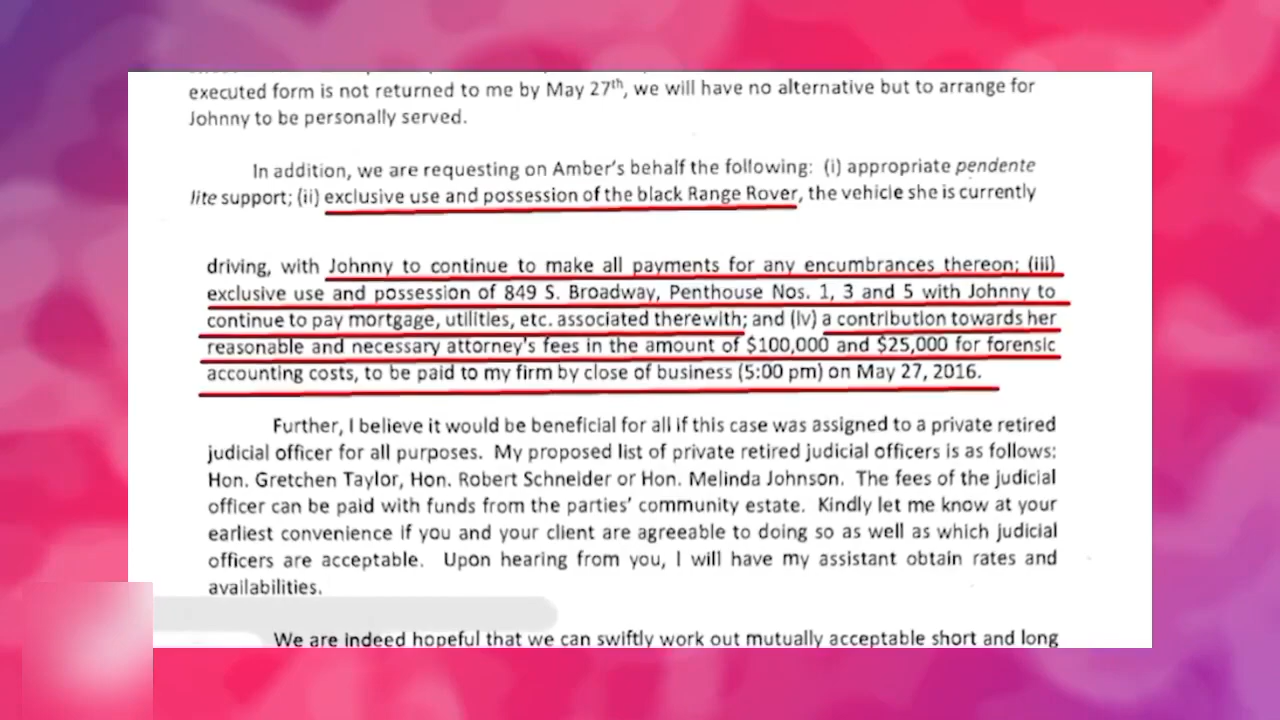 executed form is not returned to me by May 27th, we will have no alternative but to arrange for
Johnny to be personally served.
In addition, we are requesting on Amber's behalf the following: (i) appropriate pendente
lite support; (ii) exclusive use and possession of the black Range Rover, the vehicle she is currently
driving, with Johnny to continue to make all payments for any encumbrances thereon; (iii)
exclusive use and possession of 849 S. Broadway, Penthouse Nos. 1, 3 and 5 with Johnny to
continue to pay mortgage, utilities, etc. associated therewith; and (iv) a contribution towards her
reasonable and necessary attorney's fees in the amount of $100,000 and $25,000 for forensic
accounting costs, to be paid to my firm by close of business (5:00 pm) on May 27, 2016.
Further, I believe it would be beneficial for all if this case was assigned to a private retired
judicial officer for all purposes. My proposed list of private retired judicial officers is as follows:
Hon. Gretchen Taylor, Hon. Robert Schneider or Hon. Melinda Johnson. The fees of the judicial
officer can be paid with funds from the parties' community estate. Kindly let me know at your
earliest convenience if you and your client are agreeable to doing so as well as which judicial
officers are acceptable. Upon hearing from you, I will have my assistant obtain rates and
availabilities.
We are indeed hopeful that we can swiftly work out mutually acceptable short and long